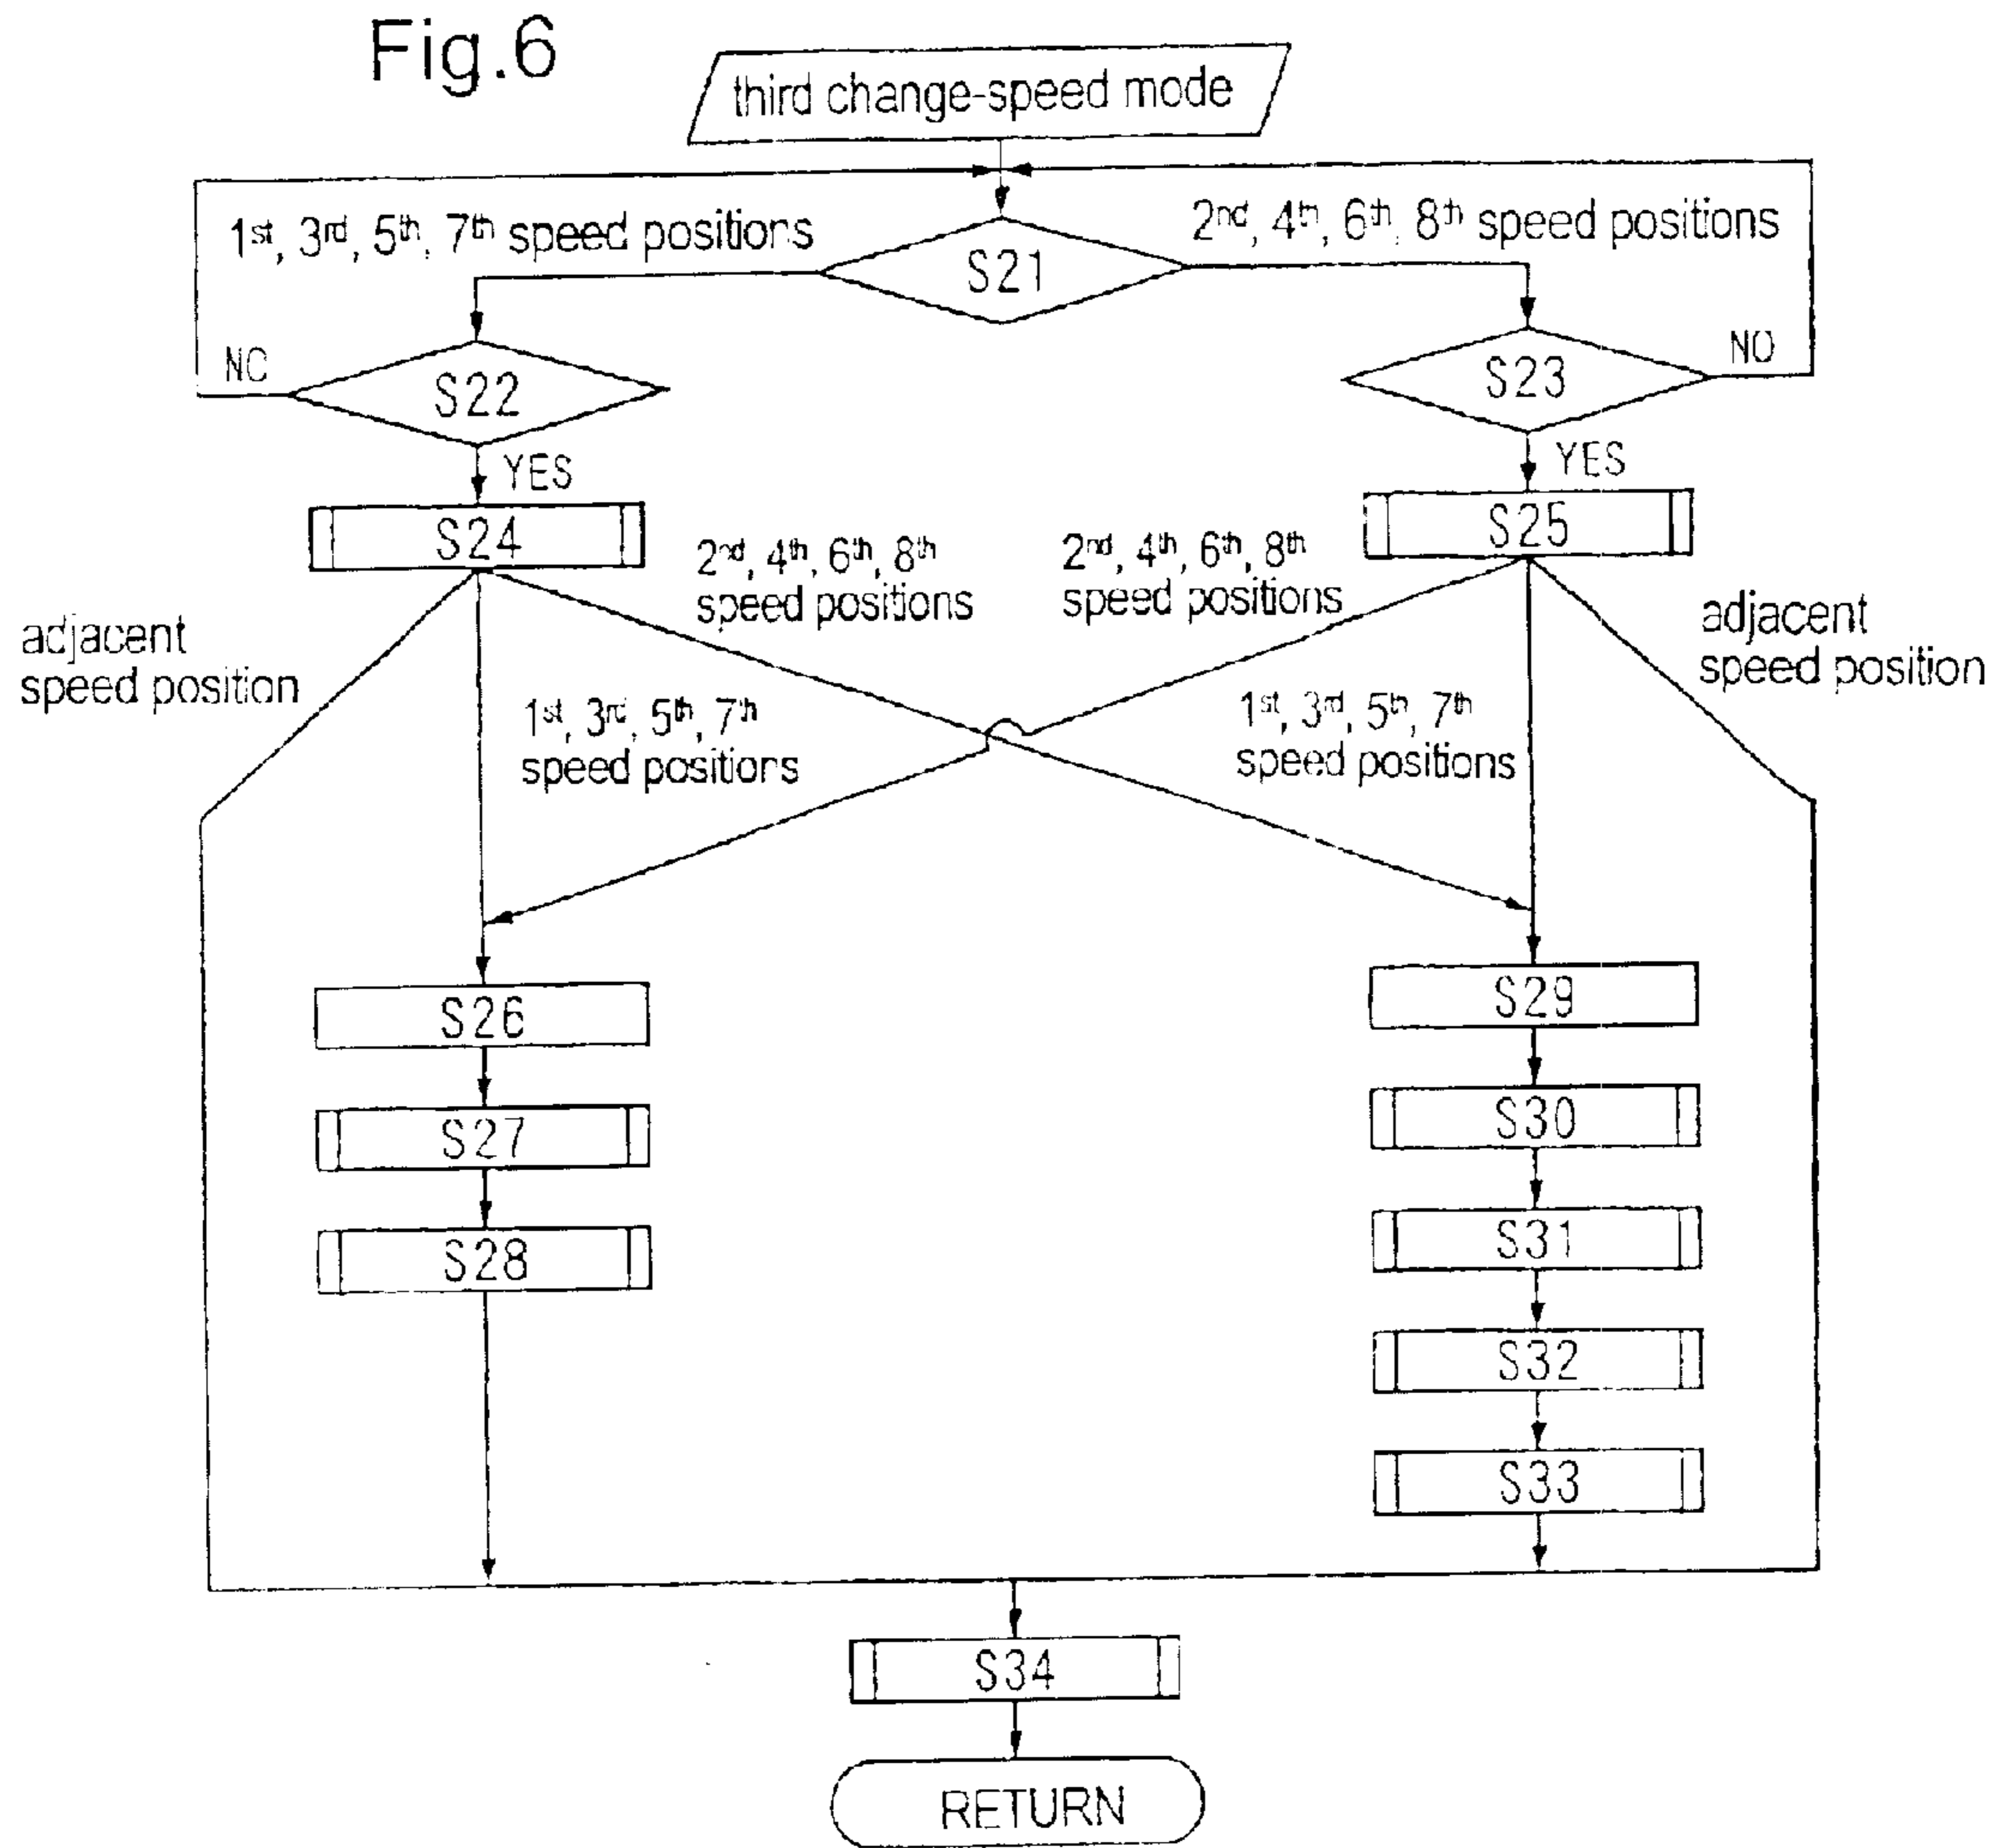 Fig.6
third change-speed mode
1st, 3rd, 5th, 7th speed positions
2nd, 4th, 6th, 8th speed positions
S21
NO
S22
S23
NO
YES
YES
S24
S25
2nd, 4th, 6th, 8th
speed positions
2nd, 4th, 6th, 8th
speed positions
adjacent
speed position
adjacent
speed position
1st, 3rd, 5th, 7th
speed positions
1st, 3rd, 5th, 7th
speed positions
S26
S29
S27
S30
S28
S31
S32
S33
S34
RETURN